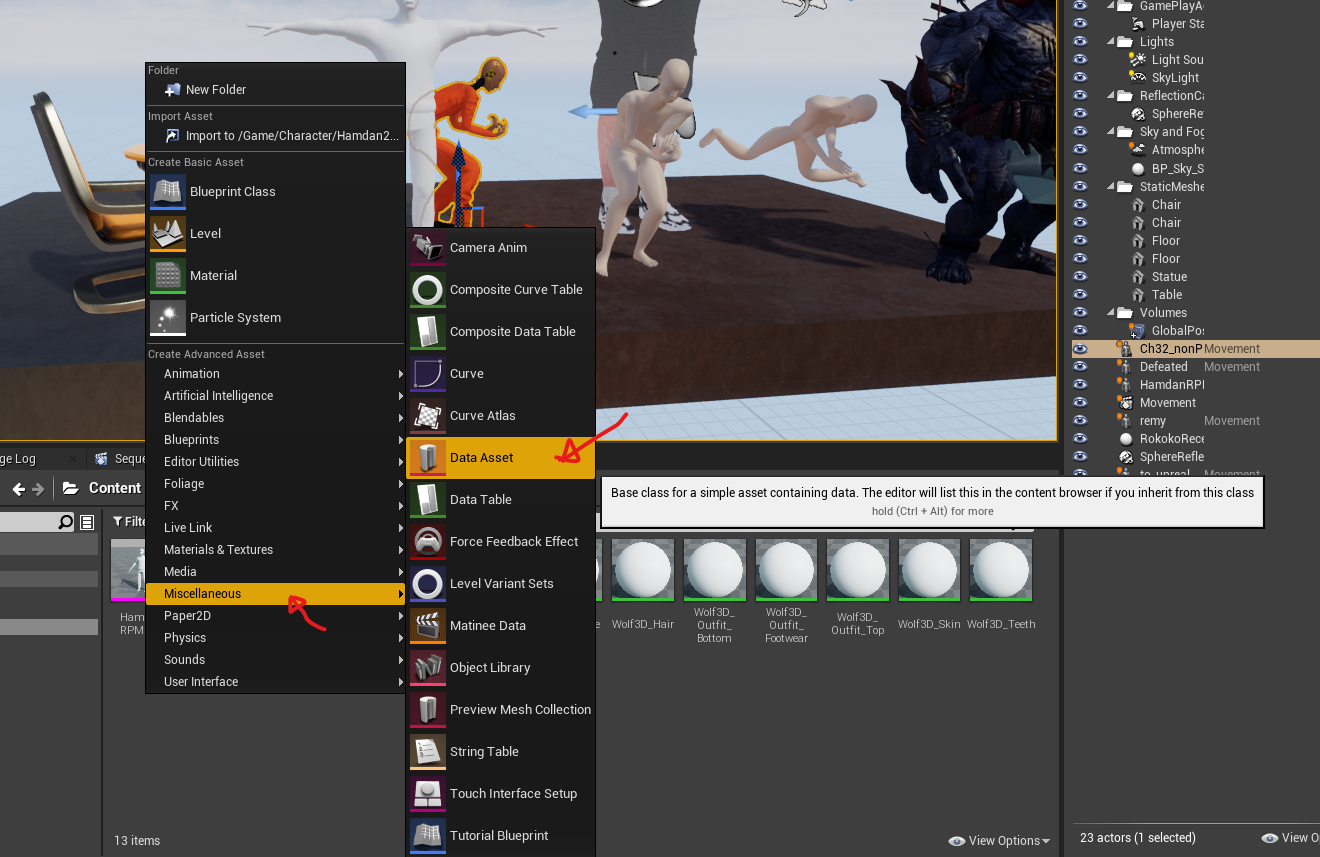 Folder
New Folder
Import Asset
Import to /Game/Character/Hamdan2...
Create Basic Asset
Blueprint Class
Level
Material
Particle System
Create Advanced Asset
Animation
Artificial Intelligence
Blendables
Blueprints
Editor Utilities
Foliage
FX
Live Link
Materials & Textures
Media
Miscellaneous
Paper2D
Physics
Sounds
User Interface
Camera Anim
Composite Curve Table
Composite Data Table
Curve
Curve Atlas
Data Asset
Data Table
Force Feedback Effect
Level Variant Sets
Matinee Data
Object Library
Preview Mesh Collection
String Table
Touch Interface Setup
Tutorial Blueprint
Base class for a simple asset containing data. The editor will list this in the content browser if you inherit from this class
hold (Ctrl + Alt) for more
ge Log
Seque
Content
Filte
Ham
RPM
Wolf3D_Hair
Wolf3D_
Outfit_
Bottom
Wolf3D_
Outfit_
Footwear
Wolf3D_
Outfit_Top
Wolf3D_Skin
Wolf3D_Teeth
13 items
View Options
GamePlayA
Player Sta
Lights
Light Sou
SkyLight
ReflectionCa
SphereRe
Sky and Fog
Atmosphe
BP_Sky_S
StaticMeshe
Chair
Chair
Floor
Floor
Statue
Table
Volumes
GlobalPos
Ch32_nonP Movement
Defeated Movement
HamdanRPI
Movement
remy Movement
RokokoRece
SphereRefle
to_unreal
23 actors (1 selected)
View O